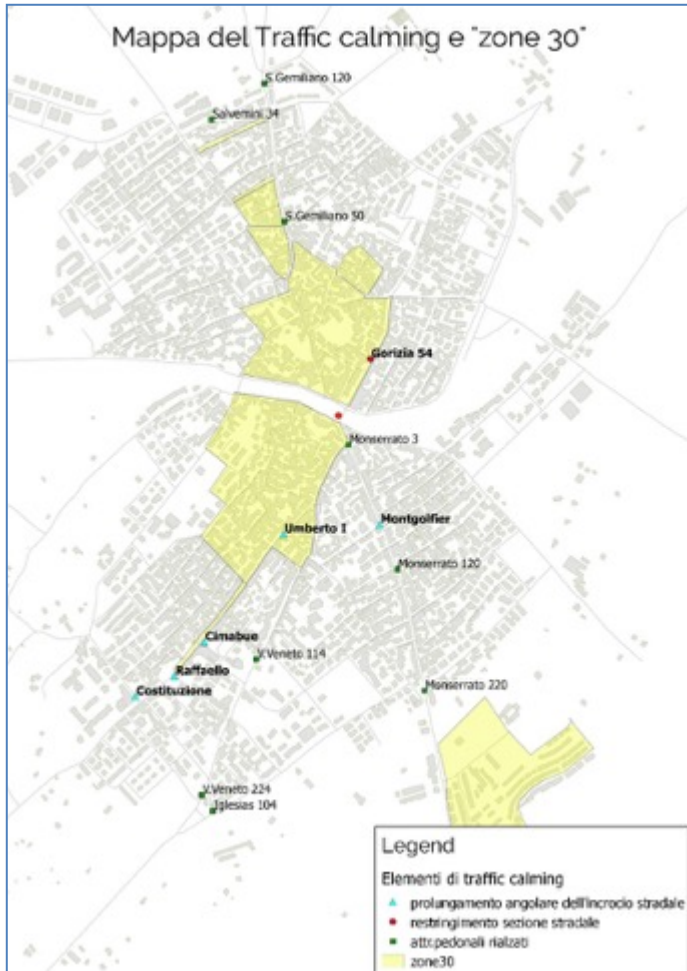 Mappa del Traffic calming e "zone 30"
S.Gemiliano 120
Salvemini 34
S.Gemiliano 50
Gorizia 54
Monserrato 3
Umberto I
Montgolfier
Monserrato 120
Cimabue
V.Veneto 114
Raffaello
Monserrato 220
Costituzione
V.Veneto 224
Iglesias 104
Legend
Elementi di traffic calming
prolungamento angolare dell'incrocio stradale
restringimento sezione stradale
attr.pedonali rialzati
zone30